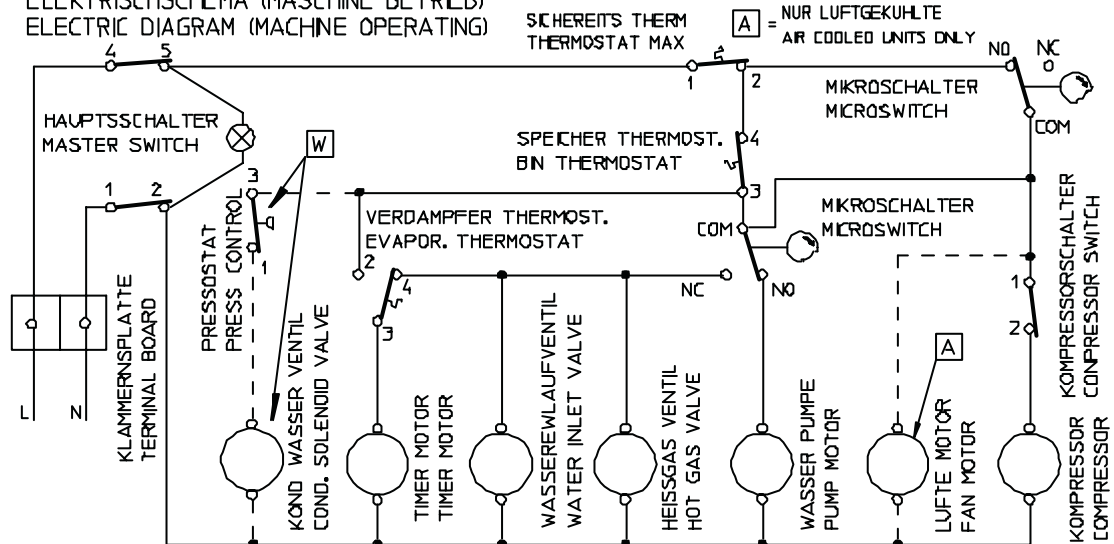 ELEKTRISCHSCHEMA (MASCHINE BETRIEB)
ELECTRIC DIAGRAM (MACHINE OPERATING)
SICHEREITS THERM
THERMOSTAT MAX
A = NUR LUFTGEKUHLTE
AIR COOLED UNITS ONLY
4 5
1 2
NO NC
COM
MIKROSCHALTER
MICROSWITCH
HAUPTSSCHALTER
MASTER SWITCH
W
SPEICHER THERMOST.
BIN THERMOSTAT
4
3
1 2
3
1
PRESSOSTAT
PRESS CONTROL
VERDAMPFER THERMOST.
EVAPOR. THERMOSTAT
2
4
3
COM
NC NO
MIKROSCHALTER
MICROSWITCH
1
2
KOMPRESSORSCHALTER
CONPRESSOR SWITCH
L N
KLAMMERNSPLATTE
TERMINAL BOARD
KOND WASSER VENTIL
COND. SOLENOID VALVE
TIMER MOTOR
TIMER MOTOR
WASSEREWLAUFVENTIL
WATER INLET VALVE
HEISSGAS VENTIL
HOT GAS VALVE
WASSER PUMPE
PUMP MOTOR
A
LUFTE MOTOR
FAN MOTOR
KOMPRESSOR
COMPRESSOR